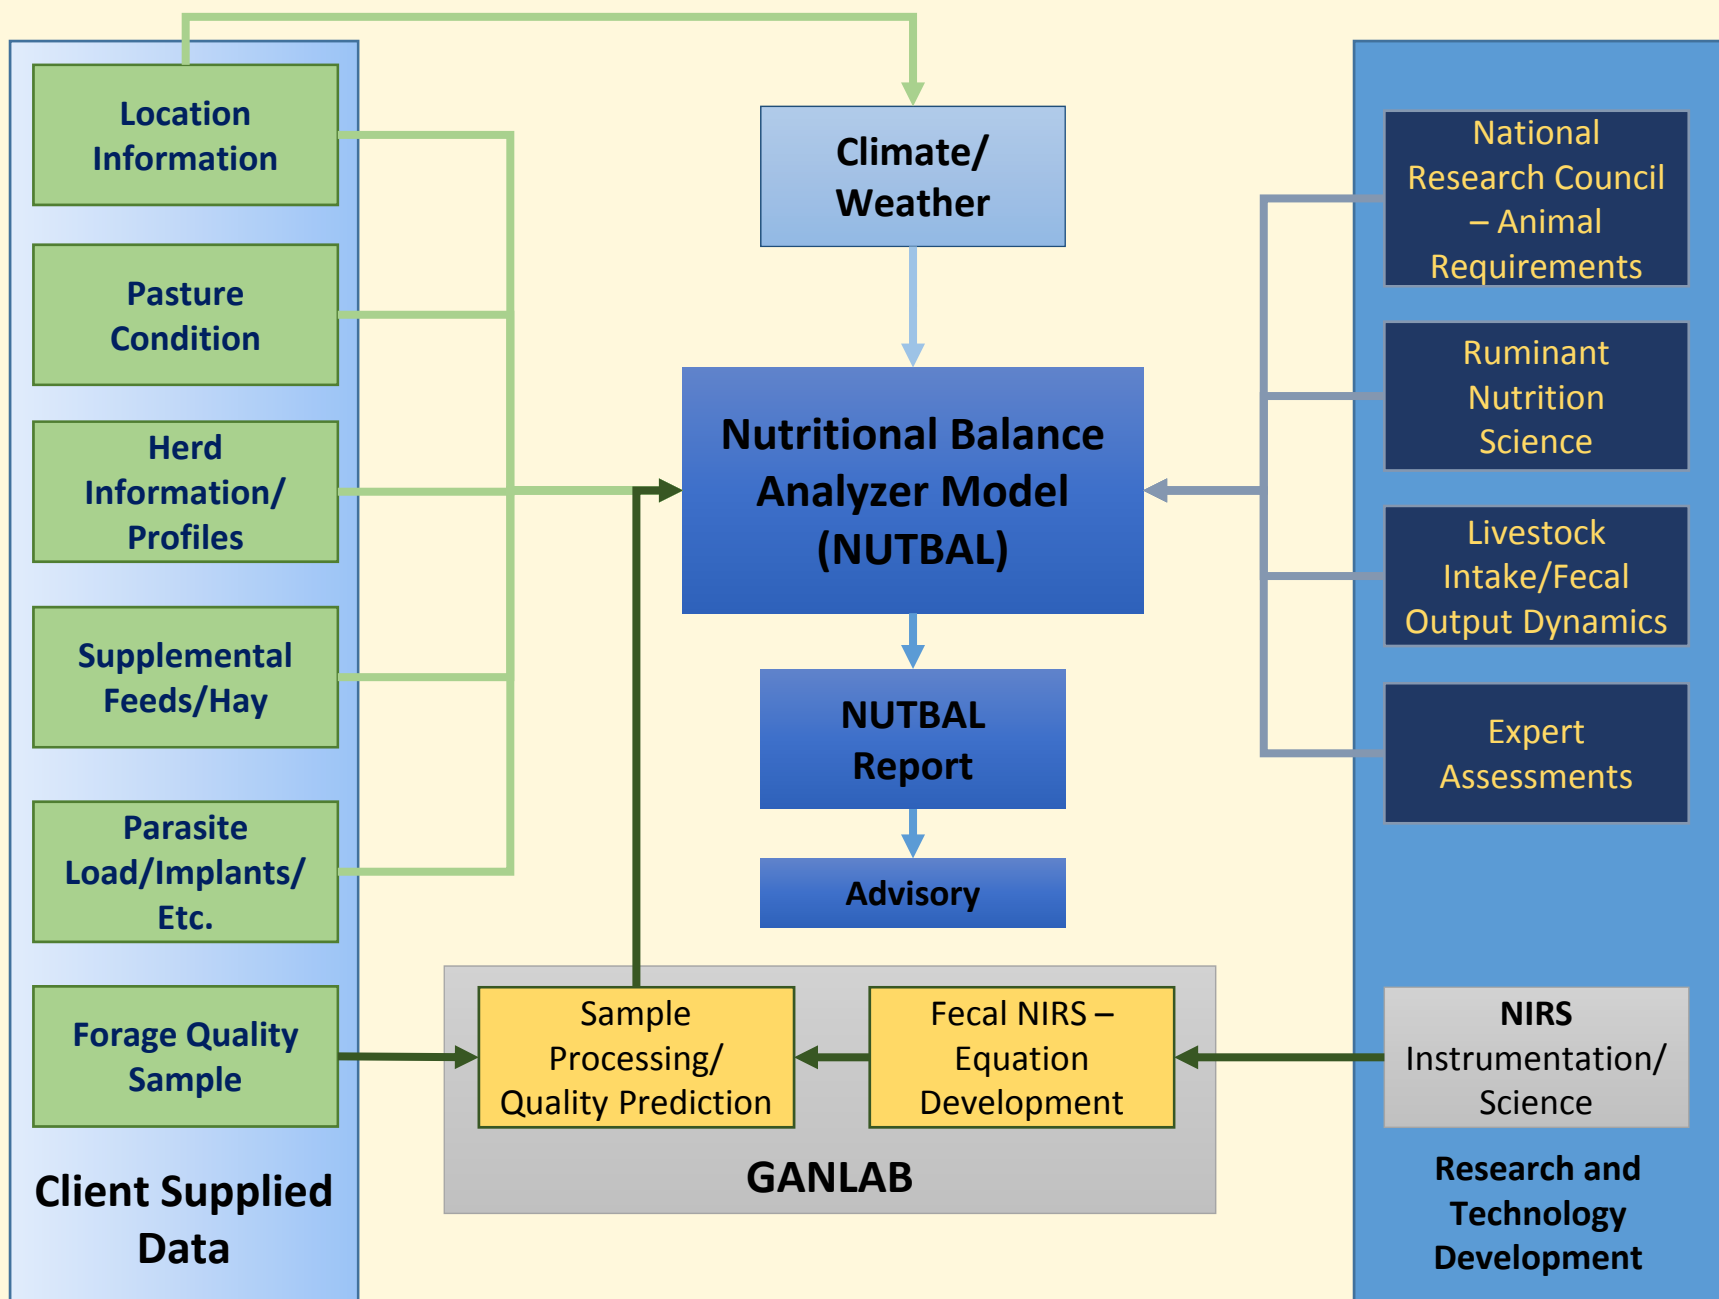 Location
Information
Pasture
Condition
Herd
Information/
Profiles
Supplemental
Feeds/Hay
Parasite
Load/Implants/
Etc.
Forage Quality
Sample
Client Supplied
Data
Climate/
Weather
Nutritional Balance
Analyzer Model
(NUTBAL)
NUTBAL
Report
Advisory
Sample
Processing/
Quality Prediction
Fecal NIRS –
Equation
Development
GANLAB
National
Research Council
– Animal
Requirements
Ruminant
Nutrition
Science
Livestock
Intake/Fecal
Output Dynamics
Expert
Assessments
NIRS
Instrumentation/
Science
Research and
Technology
Development